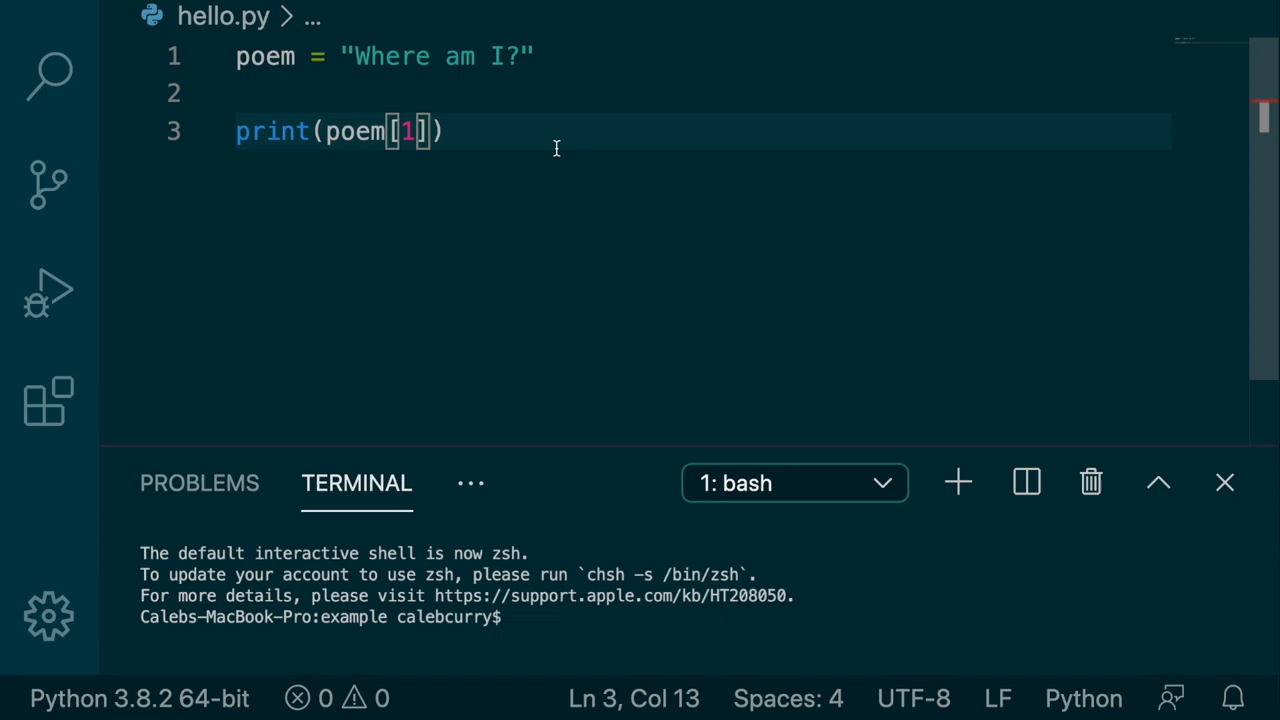 hello.py > ...
1 poem = "Where am I?"
2
3 print(poem[1])
PROBLEMS TERMINAL ... 1: bash
The default interactive shell is now zsh.
To update your account to use zsh, please run `chsh -s /bin/zsh`.
For more details, please visit https://support.apple.com/kb/HT208050.
Calebs-MacBook-Pro:example calebcurry$
Python 3.8.2 64-bit 0 0 Ln 3, Col 13 Spaces: 4 UTF-8 LF Python